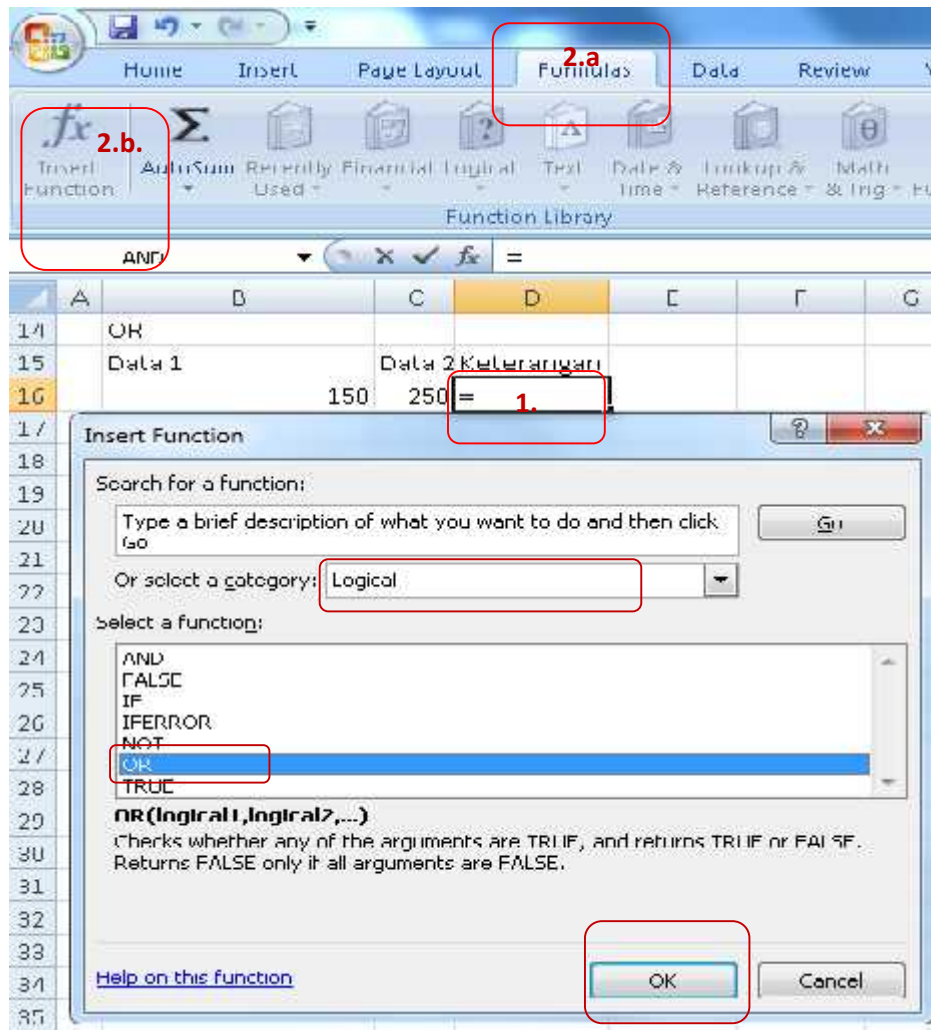 2.a
Home Insert Page Layout Formulas Data Review
fx 2.b. Σ
Insert Function AutoSum Recently Used Financial Logical Text Date & Time Lookup & Reference Math & Trig
Function Library
AND fx =
A B C D E F G
14 OR
15 Data 1 Data 2 Keterangan
16 150 250 = 1.
17 Insert Function
18
19 Search for a function:
20 Type a brief description of what you want to do and then click Go Go
21
22 Or select a category: Logical
23 Select a function:
24 AND
25 FALSE
IF
26 IFERROR
NOT
27 OR
28 TRUE
29 OR(logical1,logical2,...)
30 Checks whether any of the arguments are TRUE, and returns TRUE or FALSE.
Returns FALSE only if all arguments are FALSE.
31
32
33
34 Help on this function OK Cancel
35